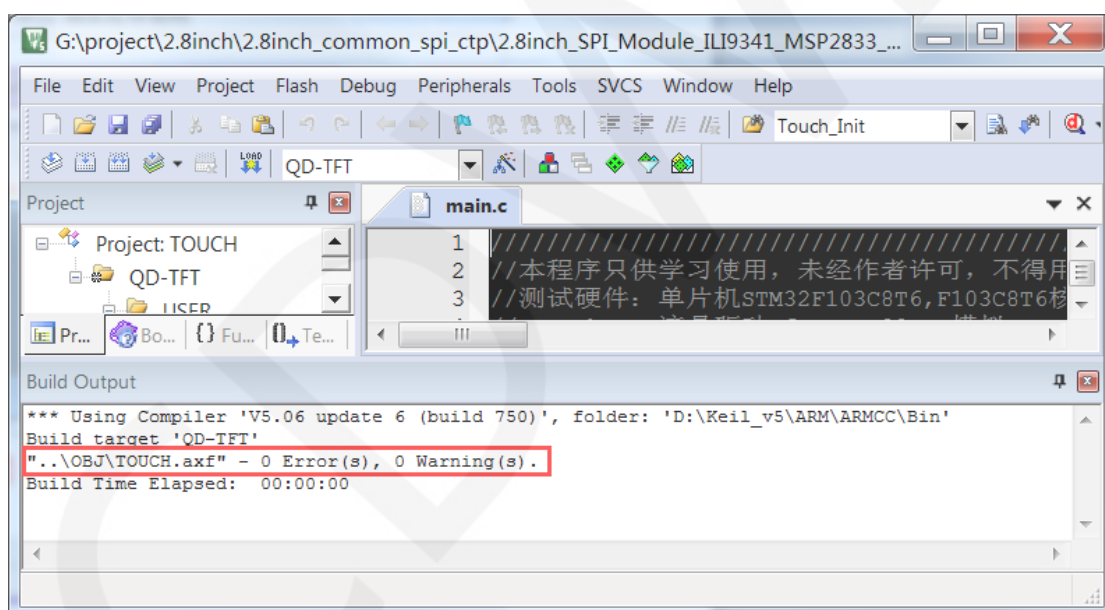 G:\project\2.8inch\2.8inch_common_spi_ctp\2.8inch_SPI_Module_ILI9341_MSP2833_...
File Edit View Project Flash Debug Peripherals Tools SVCS Window Help
Touch_Init
LOAD QD-TFT
Project
main.c
Project: TOUCH
QD-TFT
USER
1 //////////////////////////////////////////
2 //本程序只供学习使用，未经作者许可，不得用
3 //测试硬件：单片机STM32F103C8T6,F103C8T6核
Pr... Bo... {} Fu... Te...
Build Output
*** Using Compiler 'V5.06 update 6 (build 750)', folder: 'D:\Keil_v5\ARM\ARMCC\Bin'
Build target 'QD-TFT'
"..\OBJ\TOUCH.axf" - 0 Error(s), 0 Warning(s).
Build Time Elapsed: 00:00:00